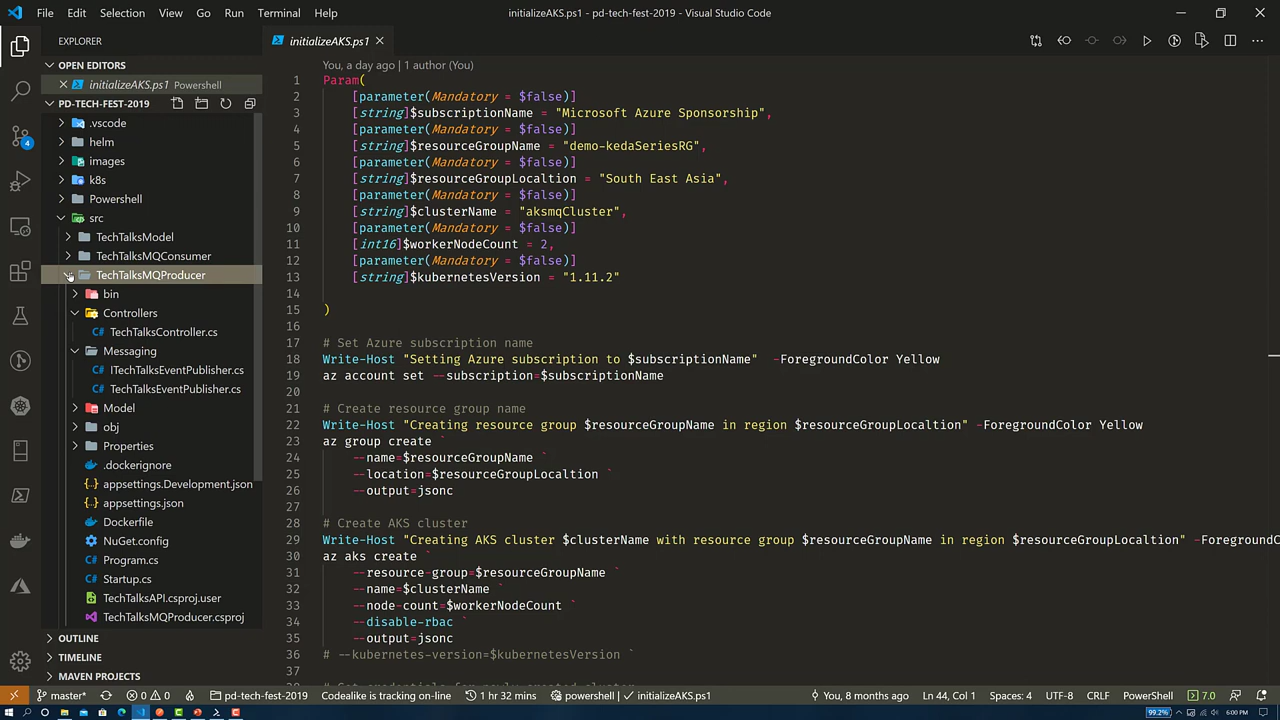 File Edit Selection View Go Run Terminal Help
initializeAKS.ps1 - pd-tech-fest-2019 - Visual Studio Code
EXPLORER
OPEN EDITORS
initializeAKS.ps1 Powershell
PD-TECH-FEST-2019
.vscode
helm
images
k8s
Powershell
src
TechTalksModel
TechTalksMQConsumer
TechTalksMQProducer
bin
Controllers
TechTalksController.cs
Messaging
ITechTalksEventPublisher.cs
TechTalksEventPublisher.cs
Model
obj
Properties
.dockerignore
appsettings.Development.json
appsettings.json
Dockerfile
NuGet.config
Program.cs
Startup.cs
TechTalksAPI.csproj.user
TechTalksMQProducer.csproj
OUTLINE
TIMELINE
MAVEN PROJECTS
4
initializeAKS.ps1
You, a day ago | 1 author (You)
1 Param(
2 [parameter(Mandatory = $false)]
3 [string]$subscriptionName = "Microsoft Azure Sponsorship",
4 [parameter(Mandatory = $false)]
5 [string]$resourceGroupName = "demo-kedaSeriesRG",
6 [parameter(Mandatory = $false)]
7 [string]$resourceGroupLocaltion = "South East Asia",
8 [parameter(Mandatory = $false)]
9 [string]$clusterName = "aksmqCluster",
10 [parameter(Mandatory = $false)]
11 [int16]$workerNodeCount = 2,
12 [parameter(Mandatory = $false)]
13 [string]$kubernetesVersion = "1.11.2"
14
15 )
16
17 # Set Azure subscription name
18 Write-Host "Setting Azure subscription to $subscriptionName" -ForegroundColor Yellow
19 az account set --subscription=$subscriptionName
20
21 # Create resource group name
22 Write-Host "Creating resource group $resourceGroupName in region $resourceGroupLocaltion" -ForegroundColor Yellow
23 az group create `
24 --name=$resourceGroupName `
25 --location=$resourceGroupLocaltion `
26 --output=jsonc
27
28 # Create AKS cluster
29 Write-Host "Creating AKS cluster $clusterName with resource group $resourceGroupName in region $resourceGroupLocaltion" -ForegroundC
30 az aks create `
31 --resource-group=$resourceGroupName `
32 --name=$clusterName `
33 --node-count=$workerNodeCount `
34 --disable-rbac `
35 --output=jsonc
36 # --kubernetes-version=$kubernetesVersion `
37
master* 0 0 pd-tech-fest-2019 Codealike is tracking on-line 1 hr 32 mins powershell initializeAKS.ps1 You, 8 months ago Ln 44, Col 1 Spaces: 4 UTF-8 CRLF PowerShell 7.0
99.2% 6:00 PM